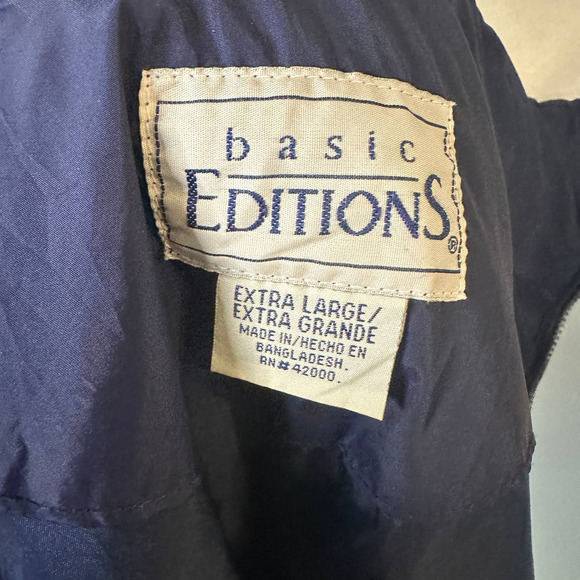 basic
EDITIONS®
EXTRA LARGE/
EXTRA GRANDE
MADE IN/HECHO EN
BANGLADESH.
RN#42000.